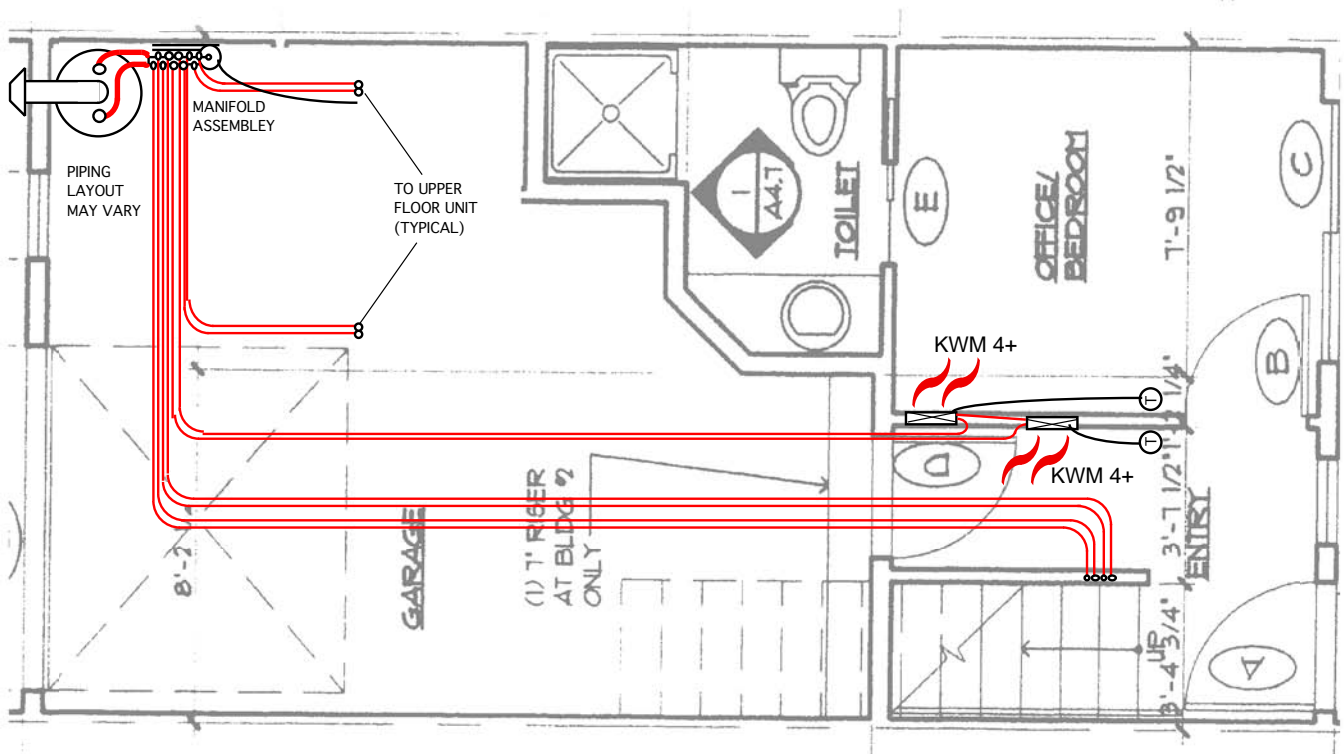 MANIFOLD
ASSEMBLEY
PIPING
LAYOUT
MAY VARY
TO UPPER
FLOOR UNIT
(TYPICAL)
1
A4.7
TOILET
E
OFFICE/
BEDROOM
7'-9 1/2"
C
B
KWM 4+
T
T
KWM 4+
D
3'-7 1/2"
ENTRY
(1) 7" RISER
AT BLDG #2
ONLY
GARAGE
8'-2
UP
3'-4 3/4"
A